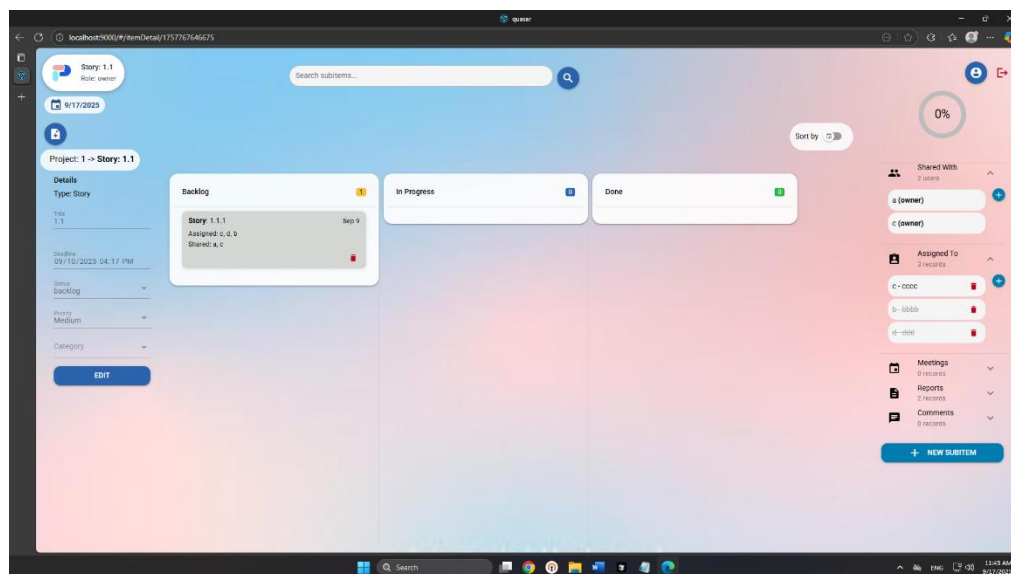 quasar
localhost:9000/#/itemDetail/1757767646675
Story: 1.1
Role: owner
Search subitems...
9/17/2025
0%
Sort by
Project: 1 -> Story: 1.1
Details
Type: Story
Title
1.1
Deadline
09/10/2025 04:17 PM
Status
backlog
Priority
Medium
Category
EDIT
Backlog
1
Story: 1.1.1
Sep 9
Assigned: c, d, b
Shared: a, c
In Progress
0
Done
0
Shared With
2 users
a (owner)
c (owner)
Assigned To
3 records
c - cccc
b - bbbb
d - ddd
Meetings
0 records
Reports
2 records
Comments
0 records
+ NEW SUBITEM
Search
ENG
11:43 AM
9/17/2025